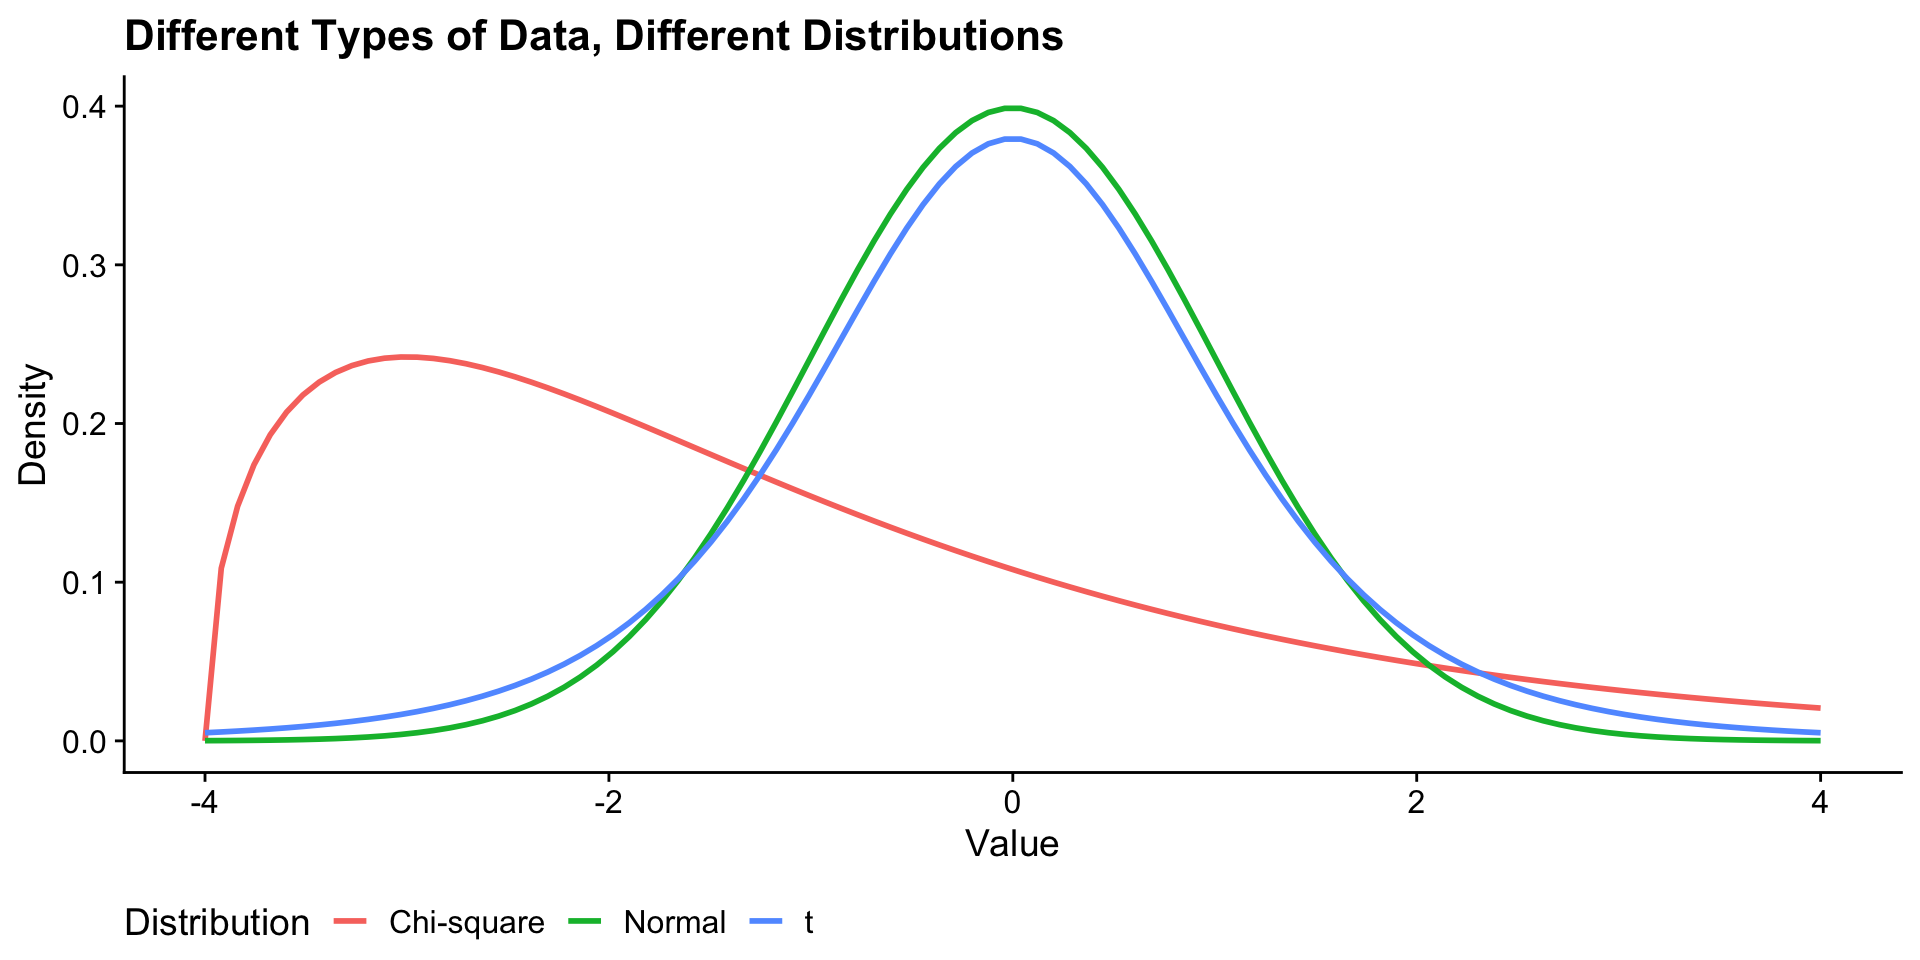 Different Types of Data, Different Distributions
Density
0.4
0.3
0.2
0.1
0.0
-4 -2 0 2 4
Value
Distribution Chi-square Normal t